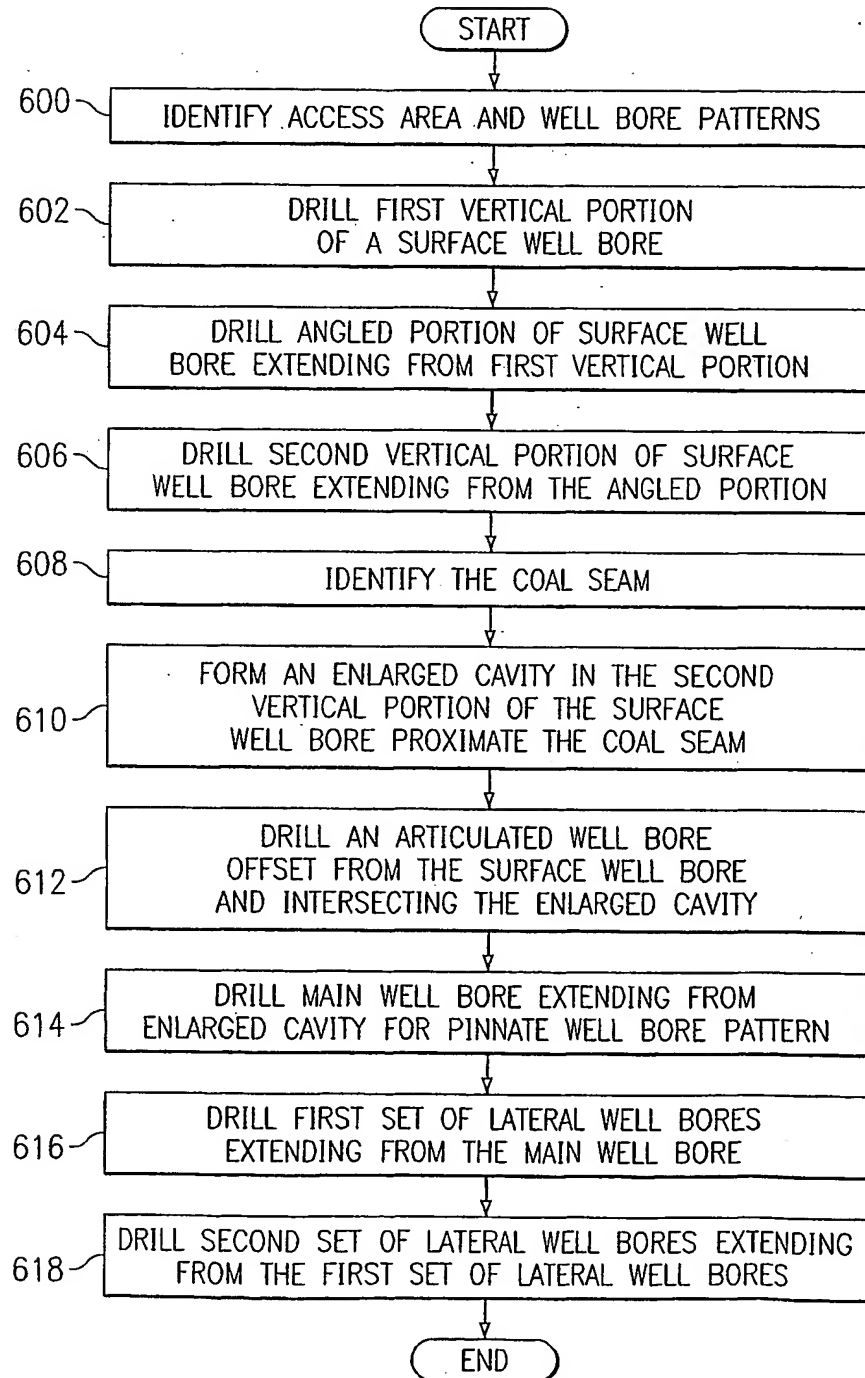 START
600
IDENTIFY ACCESS AREA AND WELL BORE PATTERNS
602
DRILL FIRST VERTICAL PORTION
OF A SURFACE WELL BORE
604
DRILL ANGLED PORTION OF SURFACE WELL
BORE EXTENDING FROM FIRST VERTICAL PORTION
606
DRILL SECOND VERTICAL PORTION OF SURFACE
WELL BORE EXTENDING FROM THE ANGLED PORTION
608
IDENTIFY THE COAL SEAM
610
FORM AN ENLARGED CAVITY IN THE SECOND
VERTICAL PORTION OF THE SURFACE
WELL BORE PROXIMATE THE COAL SEAM
612
DRILL AN ARTICULATED WELL BORE
OFFSET FROM THE SURFACE WELL BORE
AND INTERSECTING THE ENLARGED CAVITY
614
DRILL MAIN WELL BORE EXTENDING FROM
ENLARGED CAVITY FOR PINNATE WELL BORE PATTERN
616
DRILL FIRST SET OF LATERAL WELL BORES
EXTENDING FROM THE MAIN WELL BORE
618
DRILL SECOND SET OF LATERAL WELL BORES EXTENDING
FROM THE FIRST SET OF LATERAL WELL BORES
END